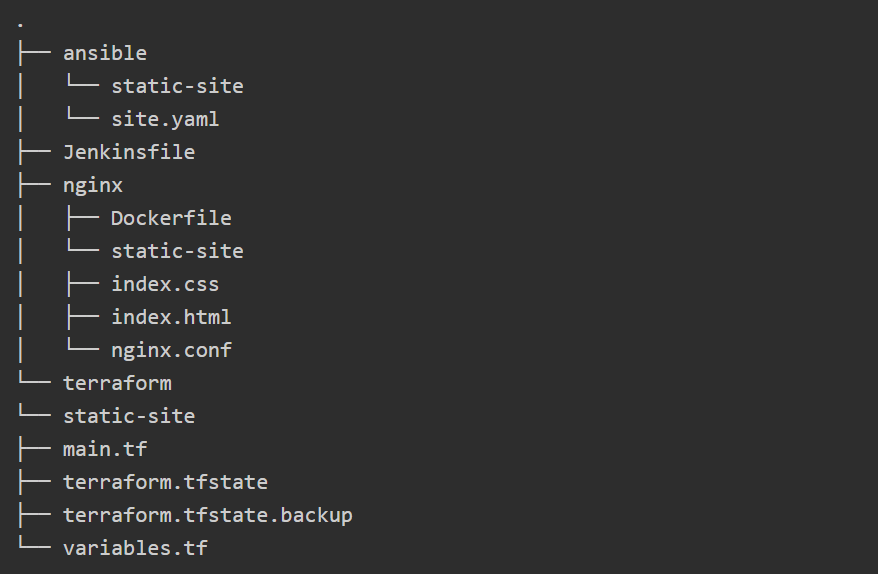 .
├── ansible
│   └── static-site
│   └── site.yaml
├── Jenkinsfile
├── nginx
│   ├── Dockerfile
│   └── static-site
│   ├── index.css
│   ├── index.html
│   └── nginx.conf
└── terraform
└── static-site
├── main.tf
├── terraform.tfstate
├── terraform.tfstate.backup
└── variables.tf